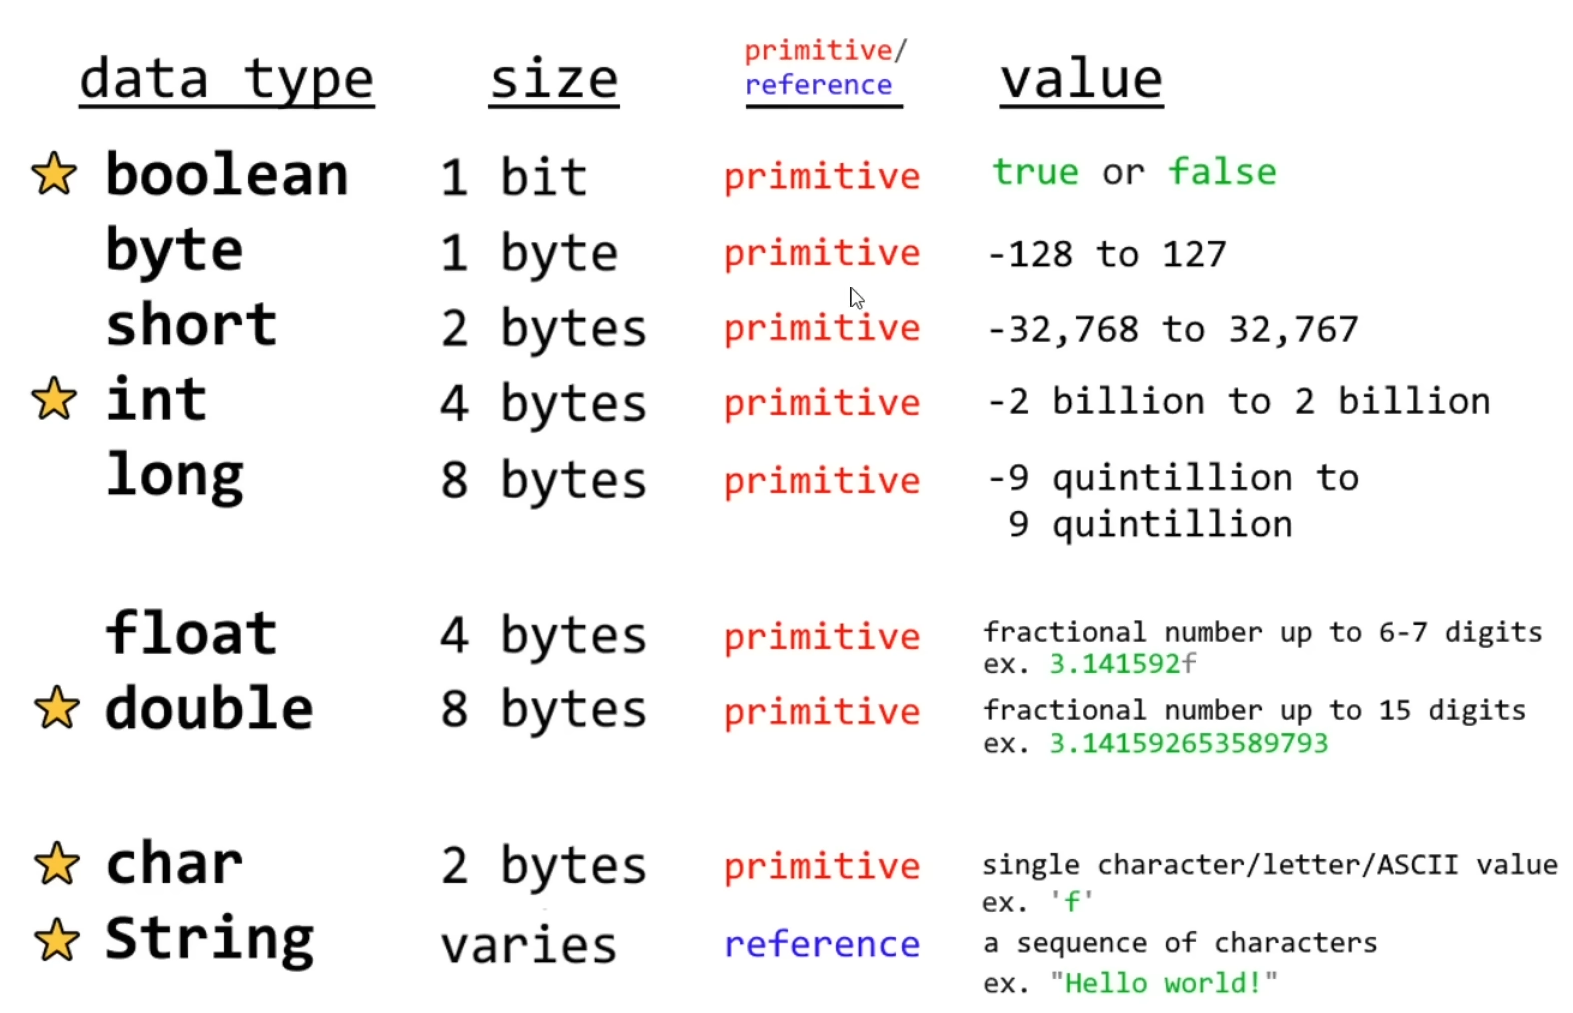 data type size primitive/
reference value
boolean 1 bit primitive true or false
byte 1 byte primitive -128 to 127
short 2 bytes primitive -32,768 to 32,767
int 4 bytes primitive -2 billion to 2 billion
long 8 bytes primitive -9 quintillion to
9 quintillion
float 4 bytes primitive fractional number up to 6-7 digits
ex. 3.141592f
double 8 bytes primitive fractional number up to 15 digits
ex. 3.141592653589793
char 2 bytes primitive single character/letter/ASCII value
ex. 'f'
String varies reference a sequence of characters
ex. "Hello world!"